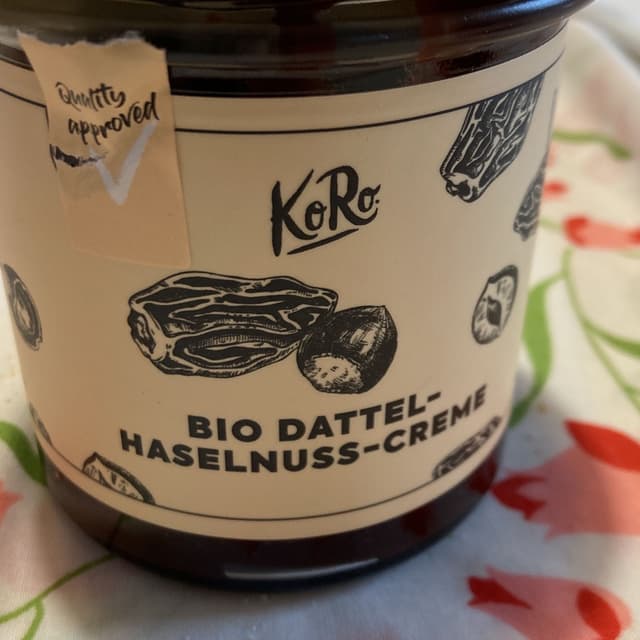 Quality
approved
KoRo
BIO DATTEL-
HASELNUSS-CREME